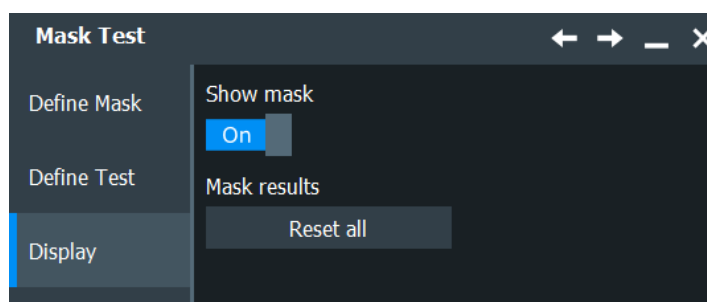 Mask Test
Define Mask
Define Test
Display
Show mask
On
Mask results
Reset all